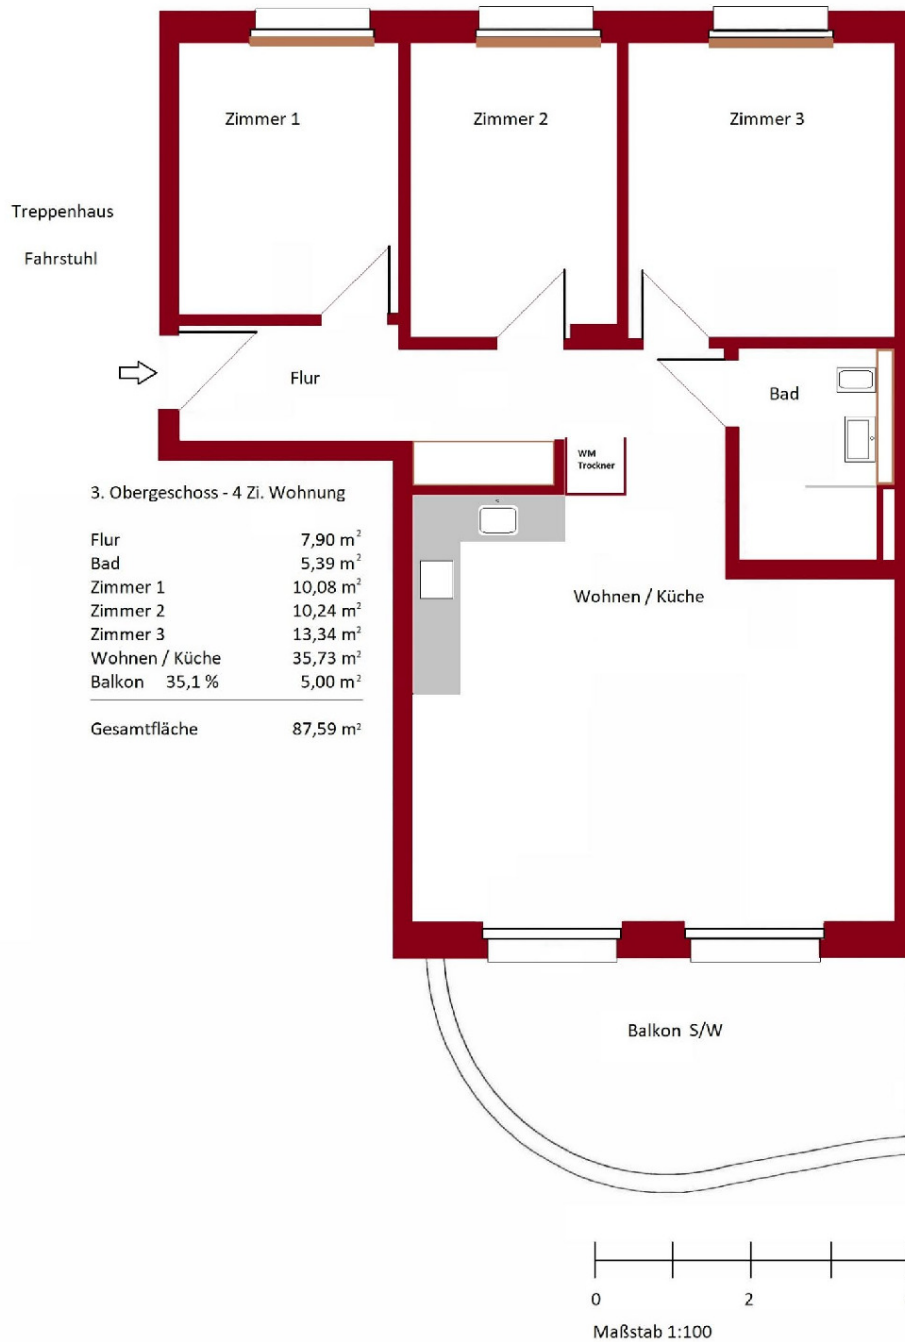 Zimmer 1
Zimmer 2
Zimmer 3
Treppenhaus
Fahrstuhl
Flur
Bad
WM
Trockner
3. Obergeschoss - 4 Zi. Wohnung
Flur 7,90 m²
Bad 5,39 m²
Zimmer 1 10,08 m²
Zimmer 2 10,24 m²
Zimmer 3 13,34 m²
Wohnen / Küche 35,73 m²
Balkon 35,1 % 5,00 m²
Gesamtfläche 87,59 m²
Wohnen / Küche
Balkon S/W
0 2
Maßstab 1:100